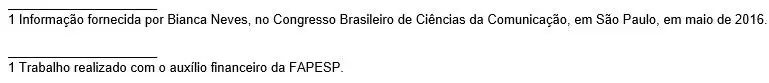 1 Informação fornecida por Bianca Neves, no Congresso Brasileiro de Ciências da Comunicação, em São Paulo, em maio de 2016.
1 Trabalho realizado com o auxílio financeiro da FAPESP.